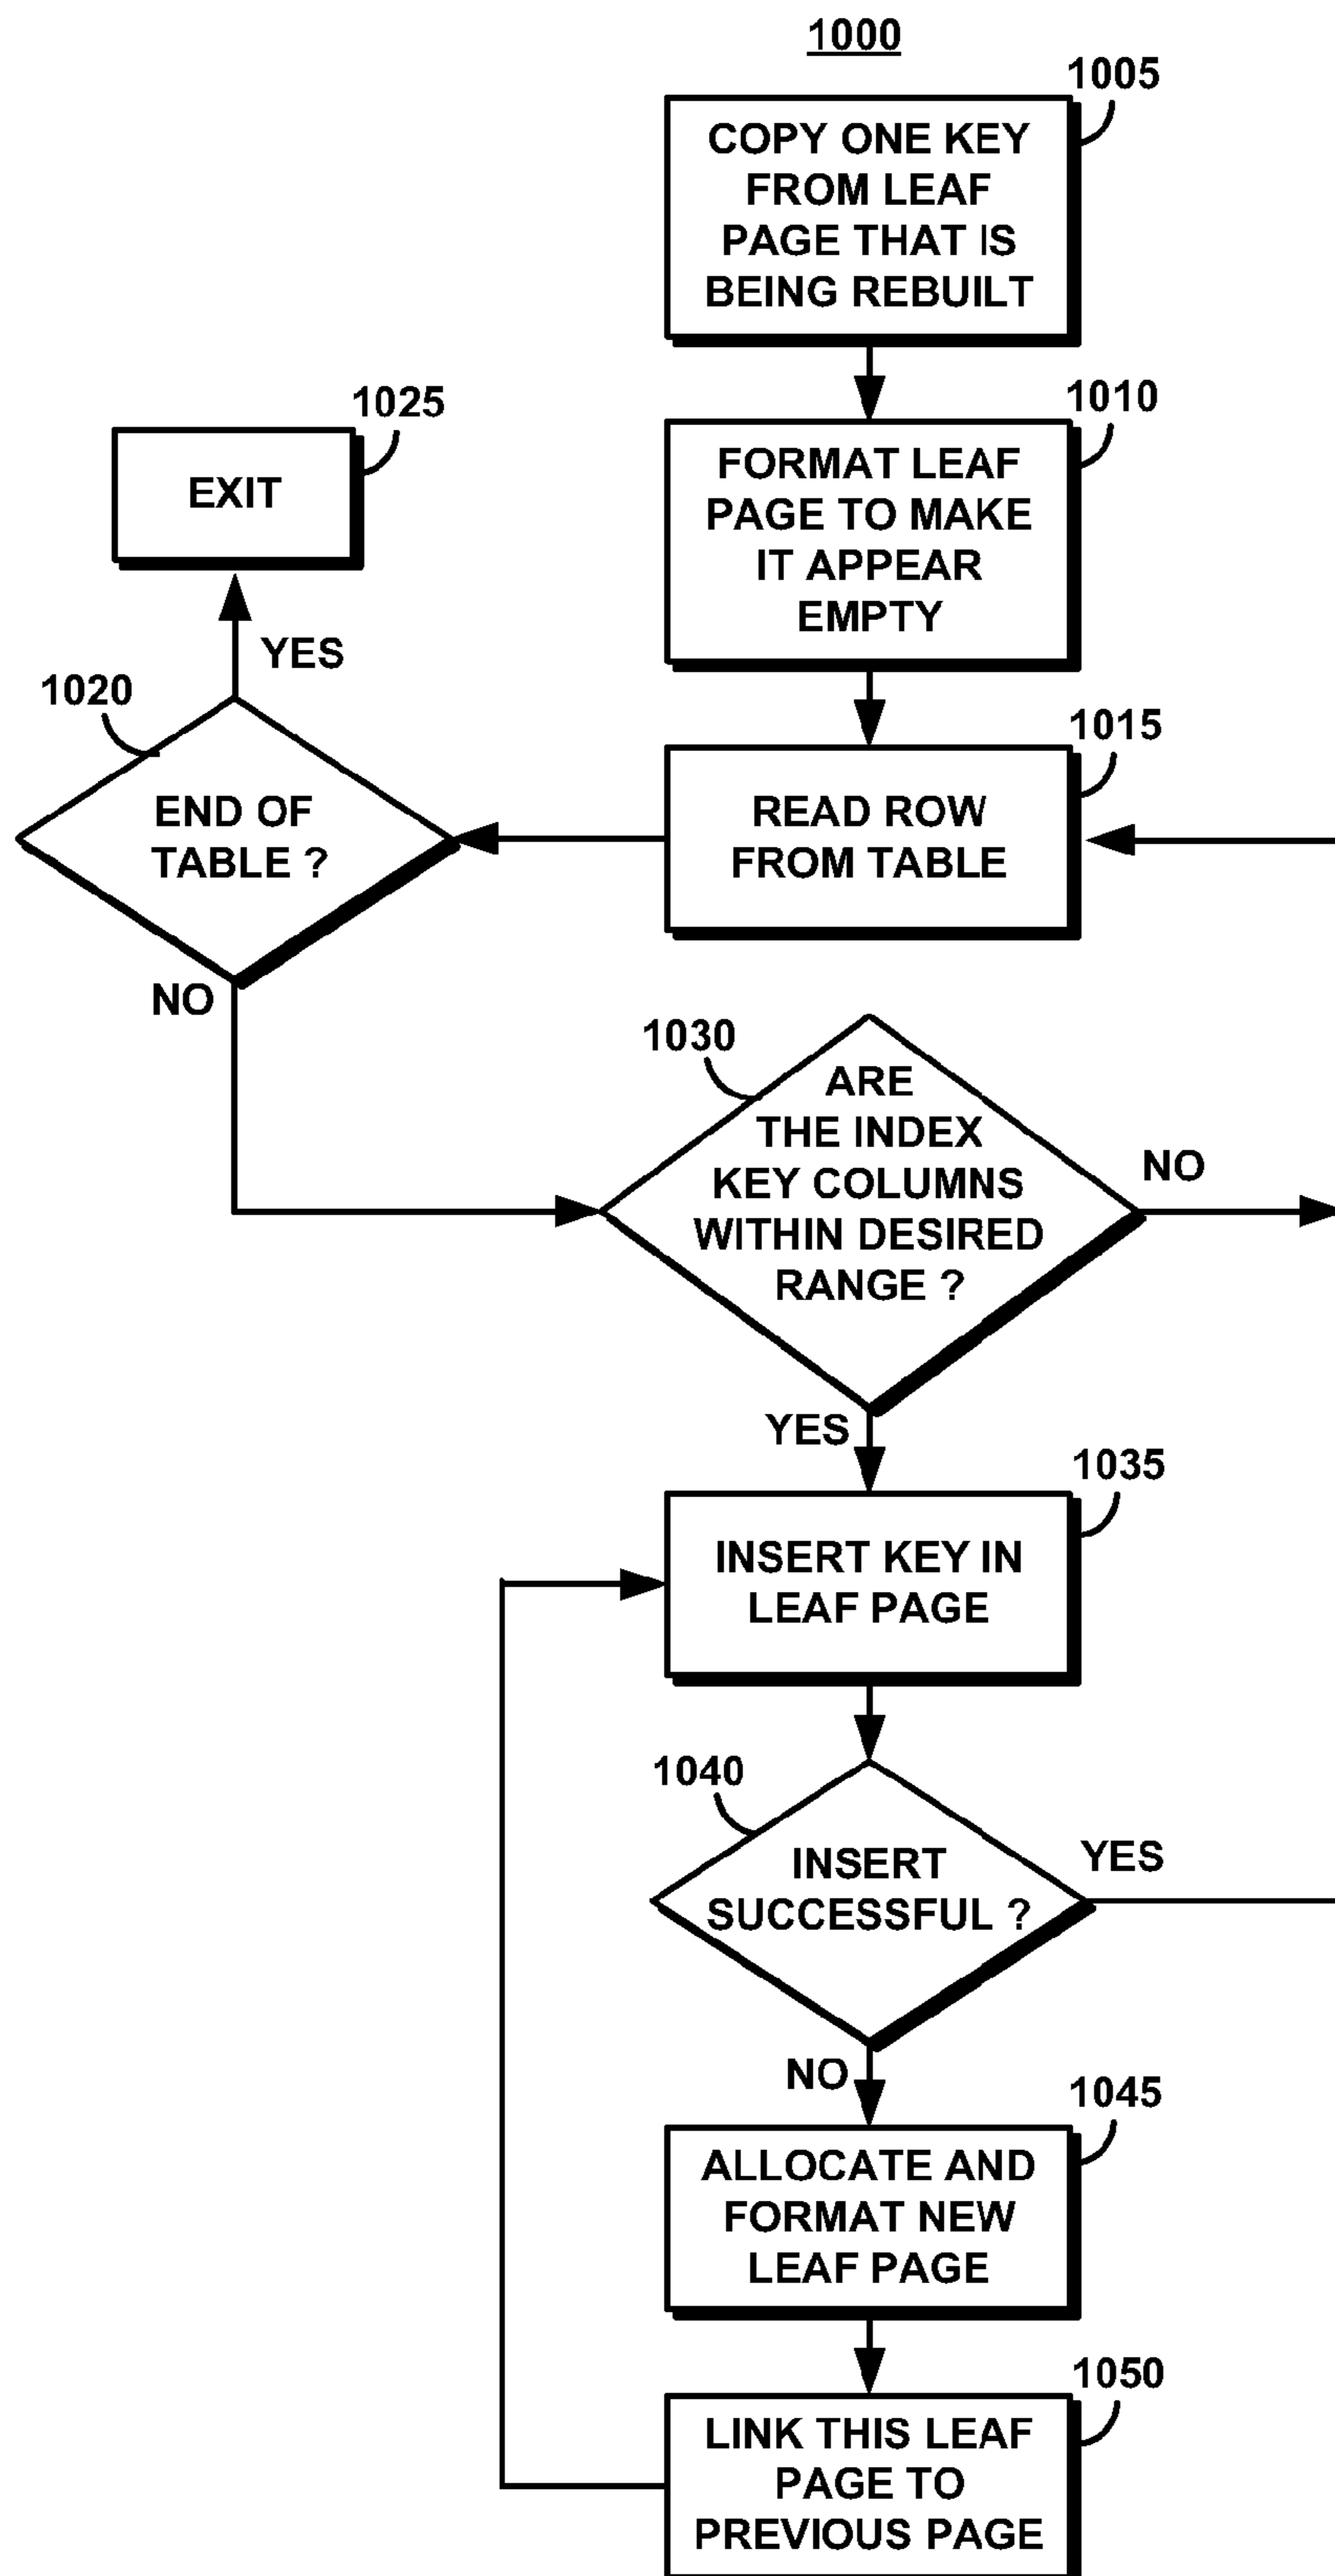 1000
1005
COPY ONE KEY
FROM LEAF
PAGE THAT IS
BEING REBUILT
1010
FORMAT LEAF
PAGE TO MAKE
IT APPEAR
EMPTY
1025
EXIT
YES
1020
END OF
TABLE ?
NO
1015
READ ROW
FROM TABLE
1030
ARE
THE INDEX
KEY COLUMNS
WITHIN DESIRED
RANGE ?
NO
YES
1035
INSERT KEY IN
LEAF PAGE
1040
INSERT
SUCCESSFUL ?
YES
NO
1045
ALLOCATE AND
FORMAT NEW
LEAF PAGE
1050
LINK THIS LEAF
PAGE TO
PREVIOUS PAGE